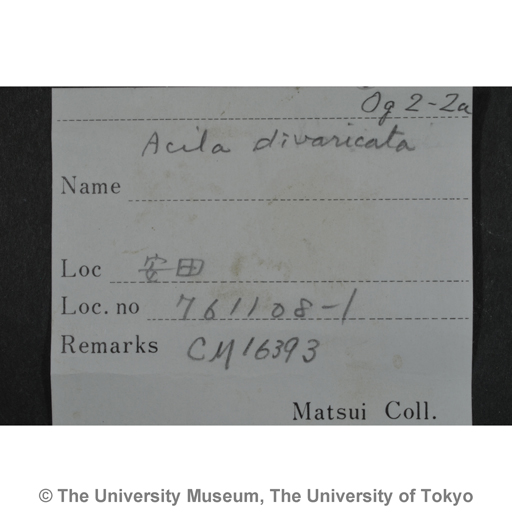 Og 2-2a
Acila divaricata
Name
Loc 安田
Loc. no 761108-1
Remarks CM16393
Matsui Coll.
© The University Museum, The University of Tokyo